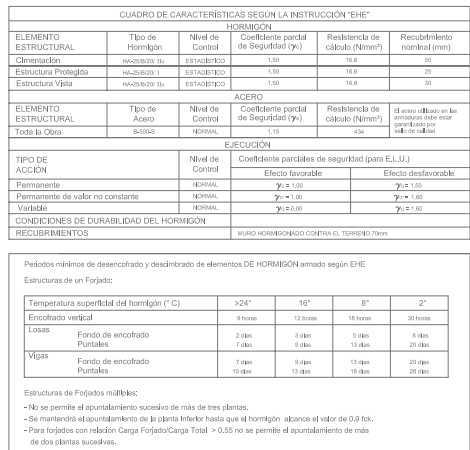 CUADRO DE CARACTERÍSTICAS SEGÚN LA INSTRUCCIÓN "EHE"
HORMIGÓN
ELEMENTO ESTRUCTURAL Tipo de Hormigón Nivel de Control Coeficiente parcial de Seguridad (γc) Resistencia de cálculo (N/mm²) Recubrimiento nominal (mm)
Cimentación HA-25/B/20/ IIa ESTADÍSTICO 1,50 16,6 50
Estructura Protegida HA-25/B/20/ I ESTADÍSTICO 1,50 16,6 25
Estructura Vista HA-25/B/20/ IIa ESTADÍSTICO 1,50 16,6 30
ACERO
ELEMENTO ESTRUCTURAL Tipo de Acero Nivel de Control Coeficiente parcial de Seguridad (γs) Resistencia de cálculo (N/mm²) El acero utilizado en las armaduras debe estar garantizado por sello de calidad
Toda la Obra B-500-S NORMAL 1,15 434
EJECUCIÓN
TIPO DE ACCIÓN Nivel de Control Coeficiente parciales de seguridad (para E.L.U.)
Efecto favorable Efecto desfavorable
Permanente NORMAL γG = 1,00 γG = 1,50
Permanente de valor no constante NORMAL γG* = 1,00 γG* = 1,60
Variable NORMAL γQ = 0,00 γQ = 1,60
CONDICIONES DE DURABILIDAD DEL HORMIGÓN
RECUBRIMIENTOS MURO HORMIGONADO CONTRA EL TERRENO 70mm
Periodos mínimos de desencofrado y descimbrado de elementos DE HORMIGÓN armado según EHE
Estructuras de un Forjado:
Temperatura superficial del hormigón (° C) >24° 16° 8° 2°
Encofrado vertical 9 horas 12 horas 18 horas 30 horas
Losas
Fondo de encofrado 2 días 3 días 5 días 8 días
Puntales 7 días 9 días 13 días 20 días
Vigas
Fondo de encofrado 7 días 9 días 13 días 20 días
Puntales 10 días 13 días 18 días 28 días
Estructuras de Forjados múltiples:
- No se permite el apuntalamiento sucesivo de más de tres plantas.
- Se mantendrá el apuntalamiento de la planta inferior hasta que el hormigón alcance el valor de 0.9 fck.
- Para forjados con relación Carga Forjado/Carga Total > 0.55 no se permite el apuntalamiento de más
de dos plantas sucesivas.